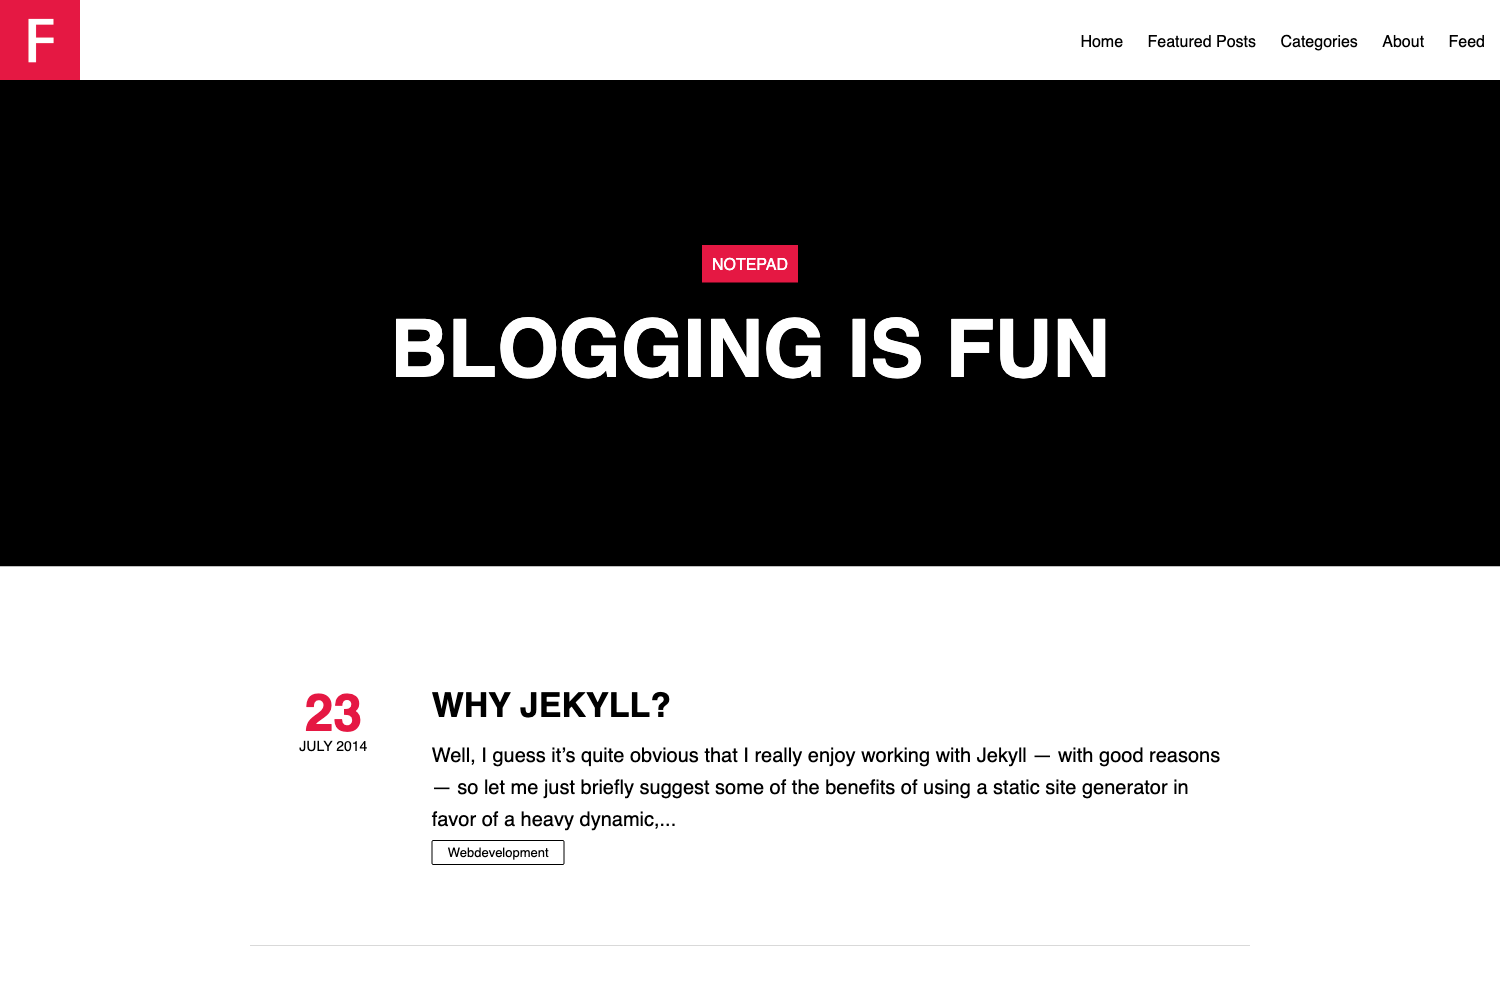 F
Home Featured Posts Categories About Feed
NOTEPAD
BLOGGING IS FUN
23
JULY 2014
WHY JEKYLL?
Well, I guess it’s quite obvious that I really enjoy working with Jekyll — with good reasons
— so let me just briefly suggest some of the benefits of using a static site generator in
favor of a heavy dynamic,...
Webdevelopment